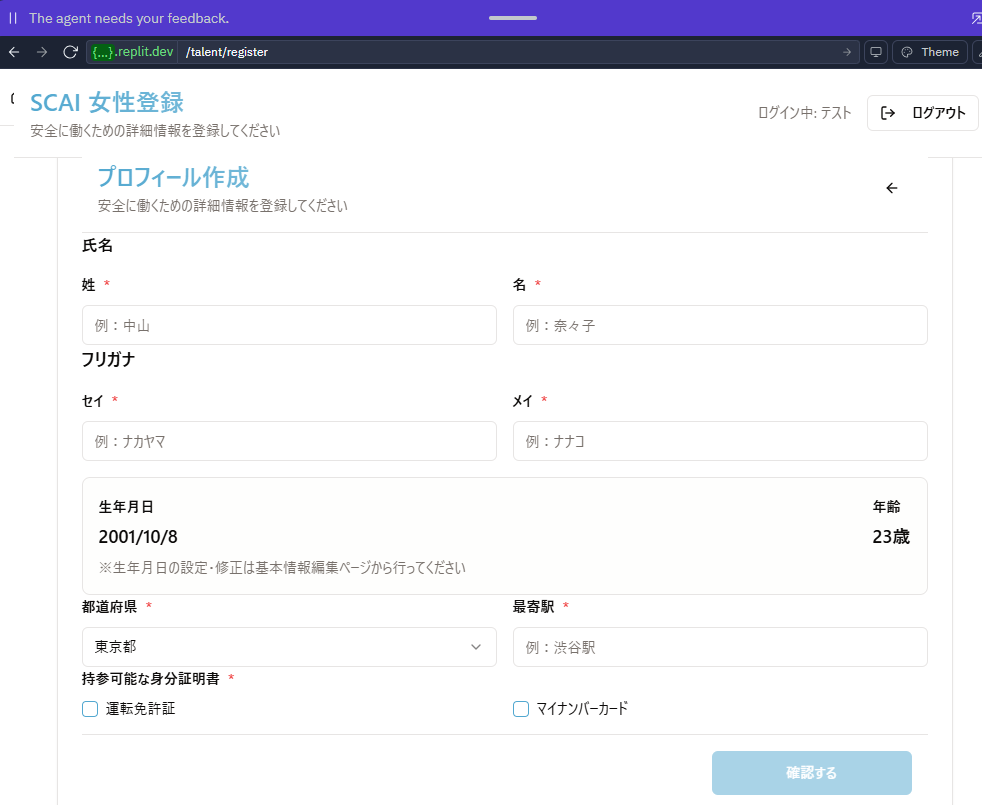 The agent needs your feedback.
{...}.replit.dev /talent/register
Theme
SCAI 女性登録
安全に働くための詳細情報を登録してください
ログイン中: テスト
ログアウト
プロフィール作成
安全に働くための詳細情報を登録してください
氏名
姓 *
名 *
例：中山
例：奈々子
フリガナ
セイ *
メイ *
例：ナカヤマ
例：ナナコ
生年月日
年齢
2001/10/8
23歳
※生年月日の設定・修正は基本情報編集ページから行ってください
都道府県 *
最寄駅 *
東京都
例：渋谷駅
持参可能な身分証明書 *
運転免許証
マイナンバーカード
確認する